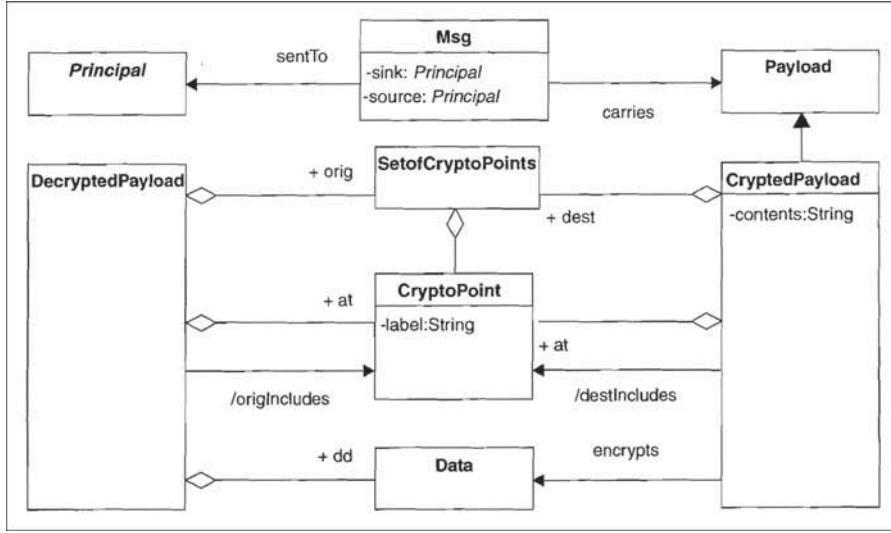 Msg
sentTo
Principal
-sink: Principal
-source: Principal
Payload
carries
DecryptedPayload
+ orig
SetofCryptoPoints
+ dest
CryptedPayload
-contents:String
+ at
CryptoPoint
-label:String
+ at
/origIncludes
/destIncludes
+ dd
Data
encrypts